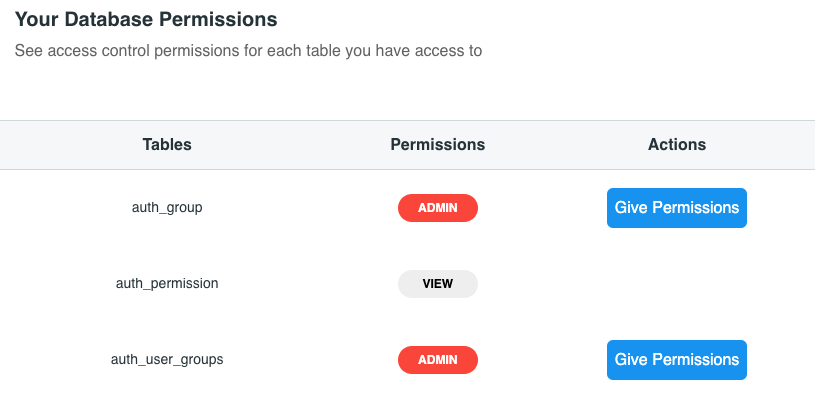 Your Database Permissions
See access control permissions for each table you have access to
Tables Permissions Actions
auth_group ADMIN Give Permissions
auth_permission VIEW
auth_user_groups ADMIN Give Permissions